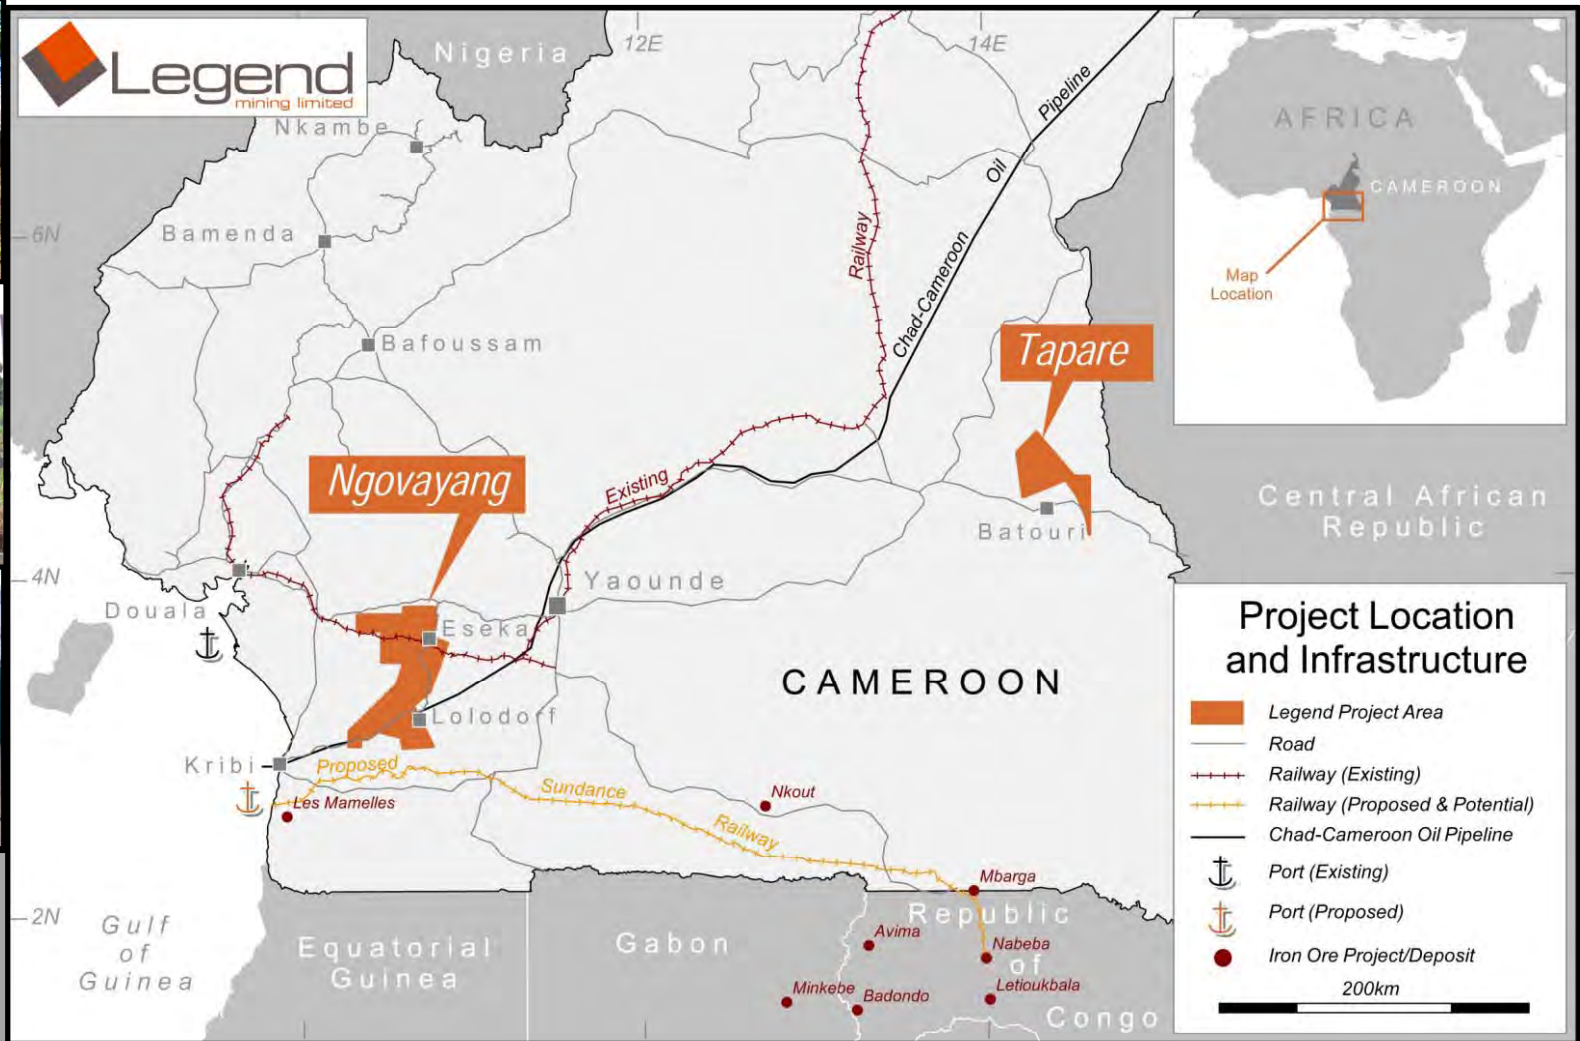 Legend
mining limited
Nigeria
12E
14E
Nkambe
Pipeline
Oil
AFRICA
CAMEROON
Map
Location
6N
Bamenda
Railway
Chad-Cameroon
Bafoussam
Tapare
Ngovayang
Existing
Central African
Republic
Batouri
4N
Yaounde
Douala
Eseka
CAMEROON
Lolodorf
Kribi
Proposed
Sundance
Railway
Les Mamelles
Nkout
Mbarga
2N
Gulf
of
Guinea
Equatorial
Guinea
Gabon
Republic
of
Congo
Avima
Nabeba
Minkebe
Badondo
Letioukbala
Project Location
and Infrastructure
Legend Project Area
Road
Railway (Existing)
Railway (Proposed & Potential)
Chad-Cameroon Oil Pipeline
Port (Existing)
Port (Proposed)
Iron Ore Project/Deposit
200km